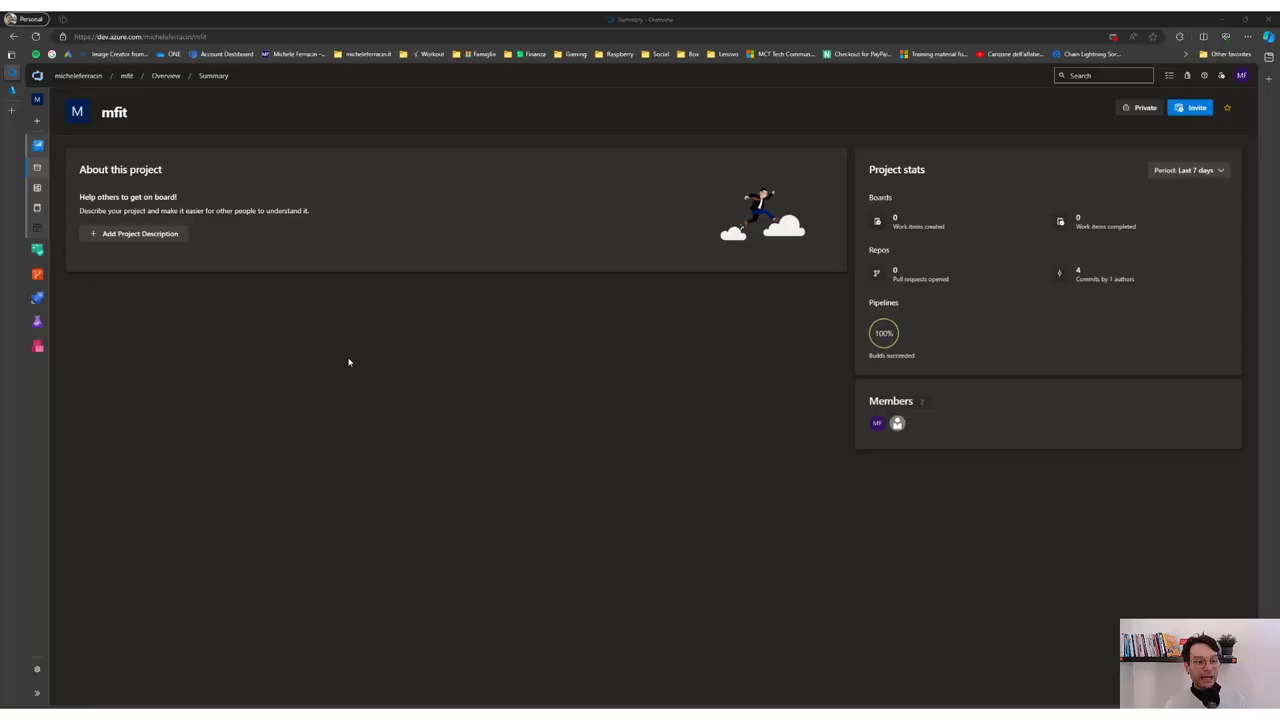 Personal
Summary - Overview
https://dev.azure.com/micheleferracin/mfit
Image Creator from...
ONE
Account Dashboard
Michele Ferracin –...
micheleferracin.it
Workout
Famiglie
Finanza
Gaming
Raspberry
Social
Box
Lenovo
MCT Tech Commun...
Checkout for PayPal...
Training material fo...
Canzone dell'alfabe...
Chain Lightning Sor...
Other favorites
micheleferracin / mfit / Overview / Summary
Search
MF
M
M mfit
Private
Invite
About this project
Help others to get on board!
Describe your project and make it easier for other people to understand it.
+ Add Project Description
Project stats
Period: Last 7 days
Boards
0
Work items created
0
Work items completed
Repos
0
Pull requests opened
4
Commits by 1 authors
Pipelines
100%
Builds succeeded
Members 2
MF